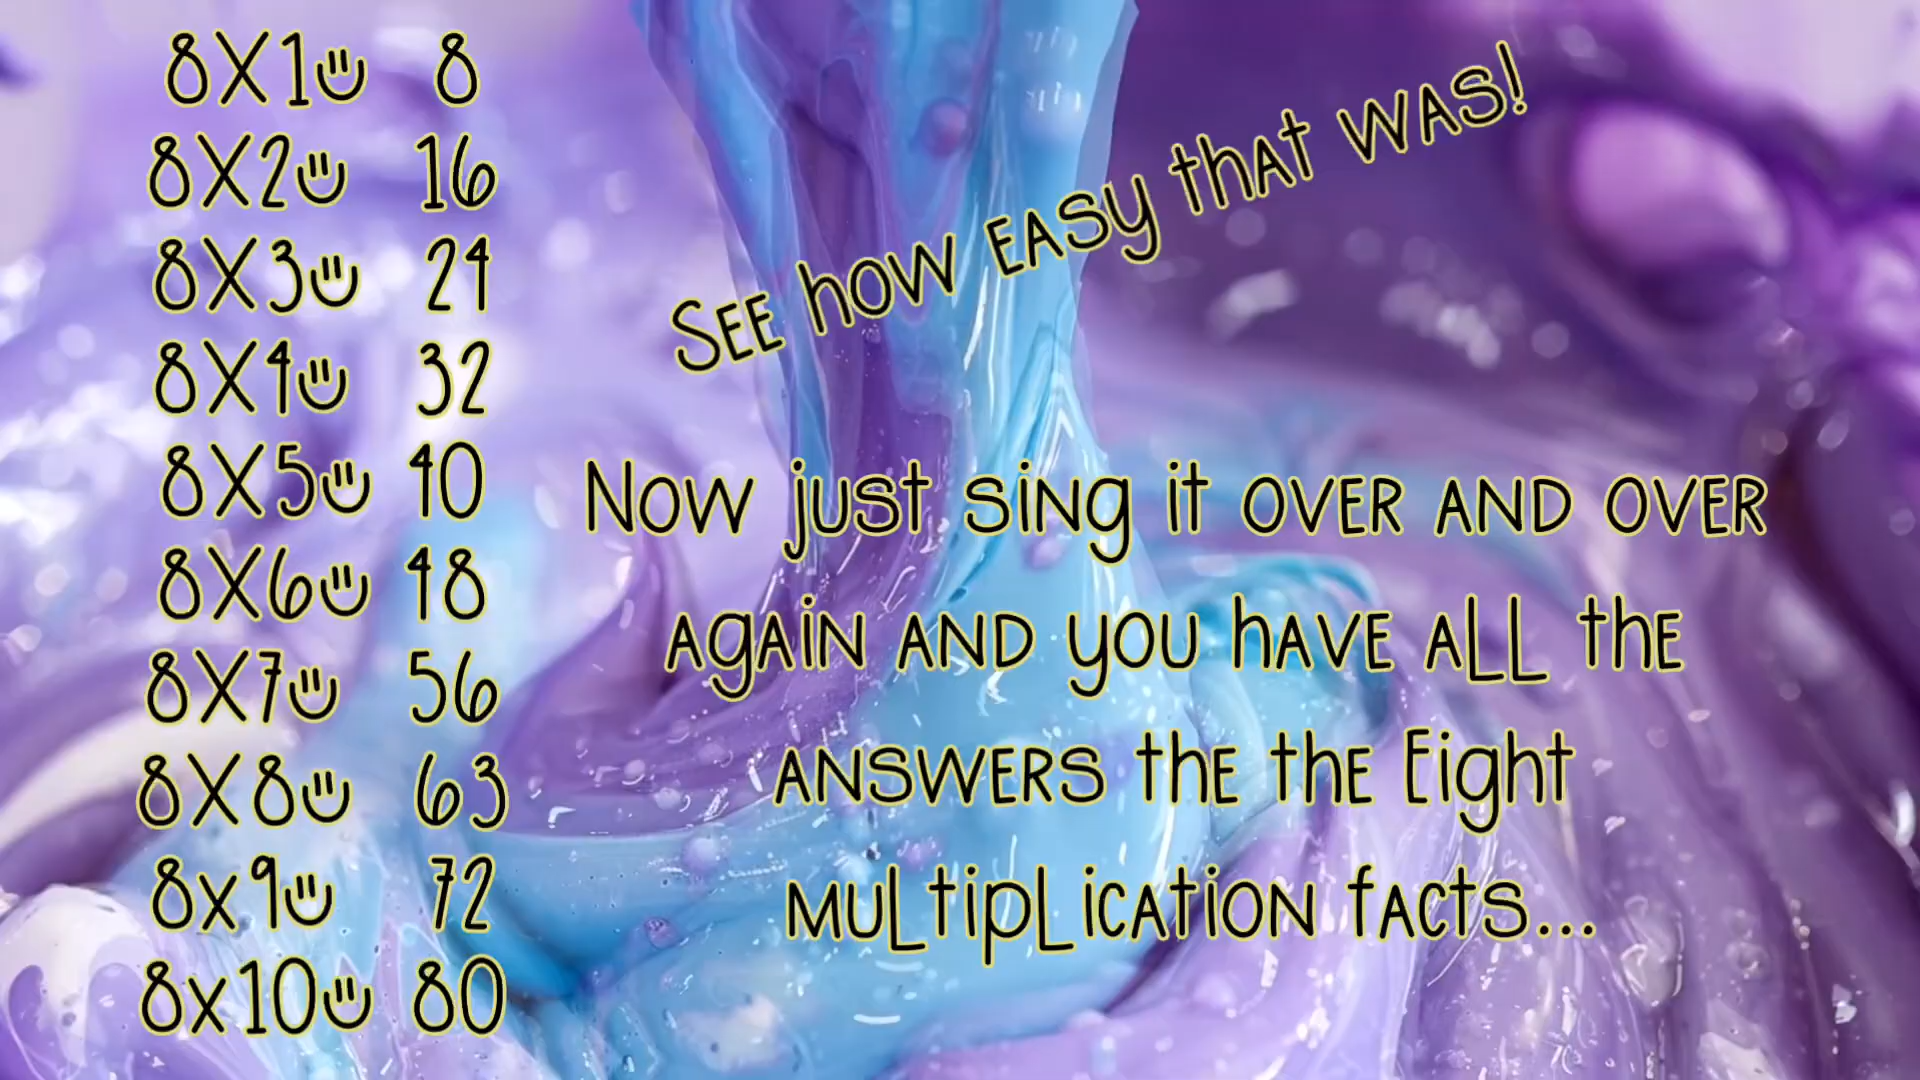 8X1☺ 8
8X2☺ 16
8X3☺ 24
8X4☺ 32
8X5☺ 40
8X6☺ 48
8X7☺ 56
8X8☺ 63
8x9☺ 72
8x10☺ 80
See how easy that was!
Now just sing it over and over
again and you have all the
answers the the Eight
multiplication facts...